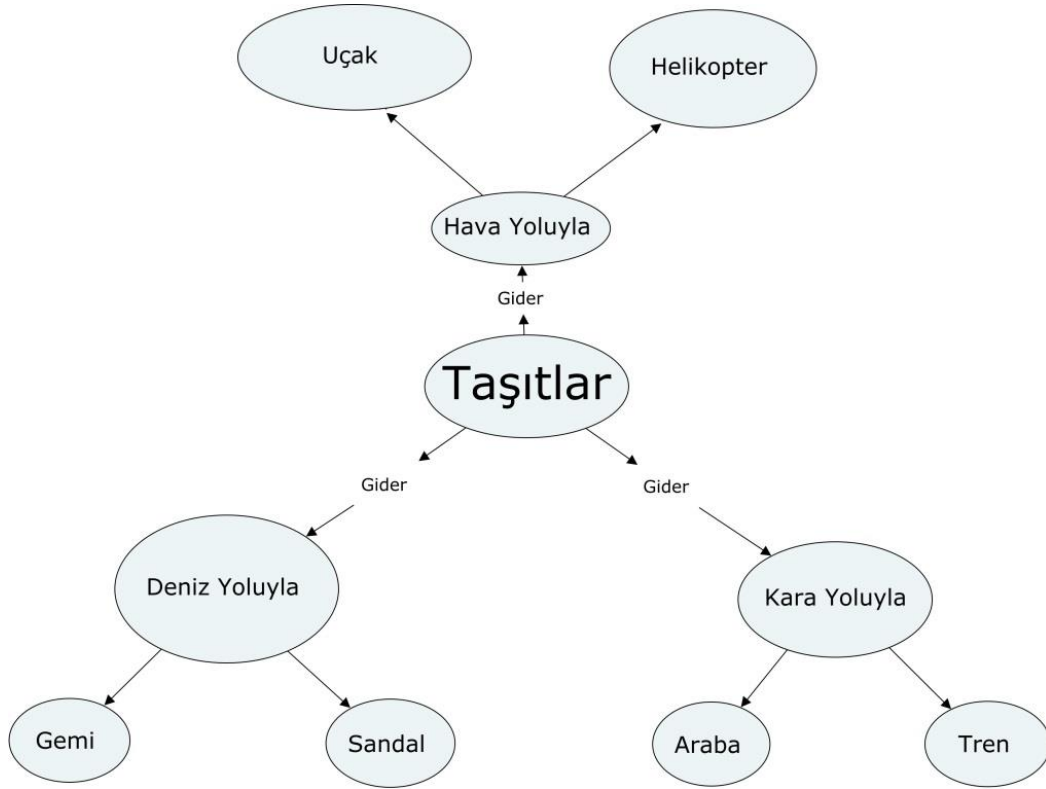 Uçak
Helikopter
Hava Yoluyla
Gider
Taşıtlar
Gider
Gider
Deniz Yoluyla
Kara Yoluyla
Gemi
Sandal
Araba
Tren